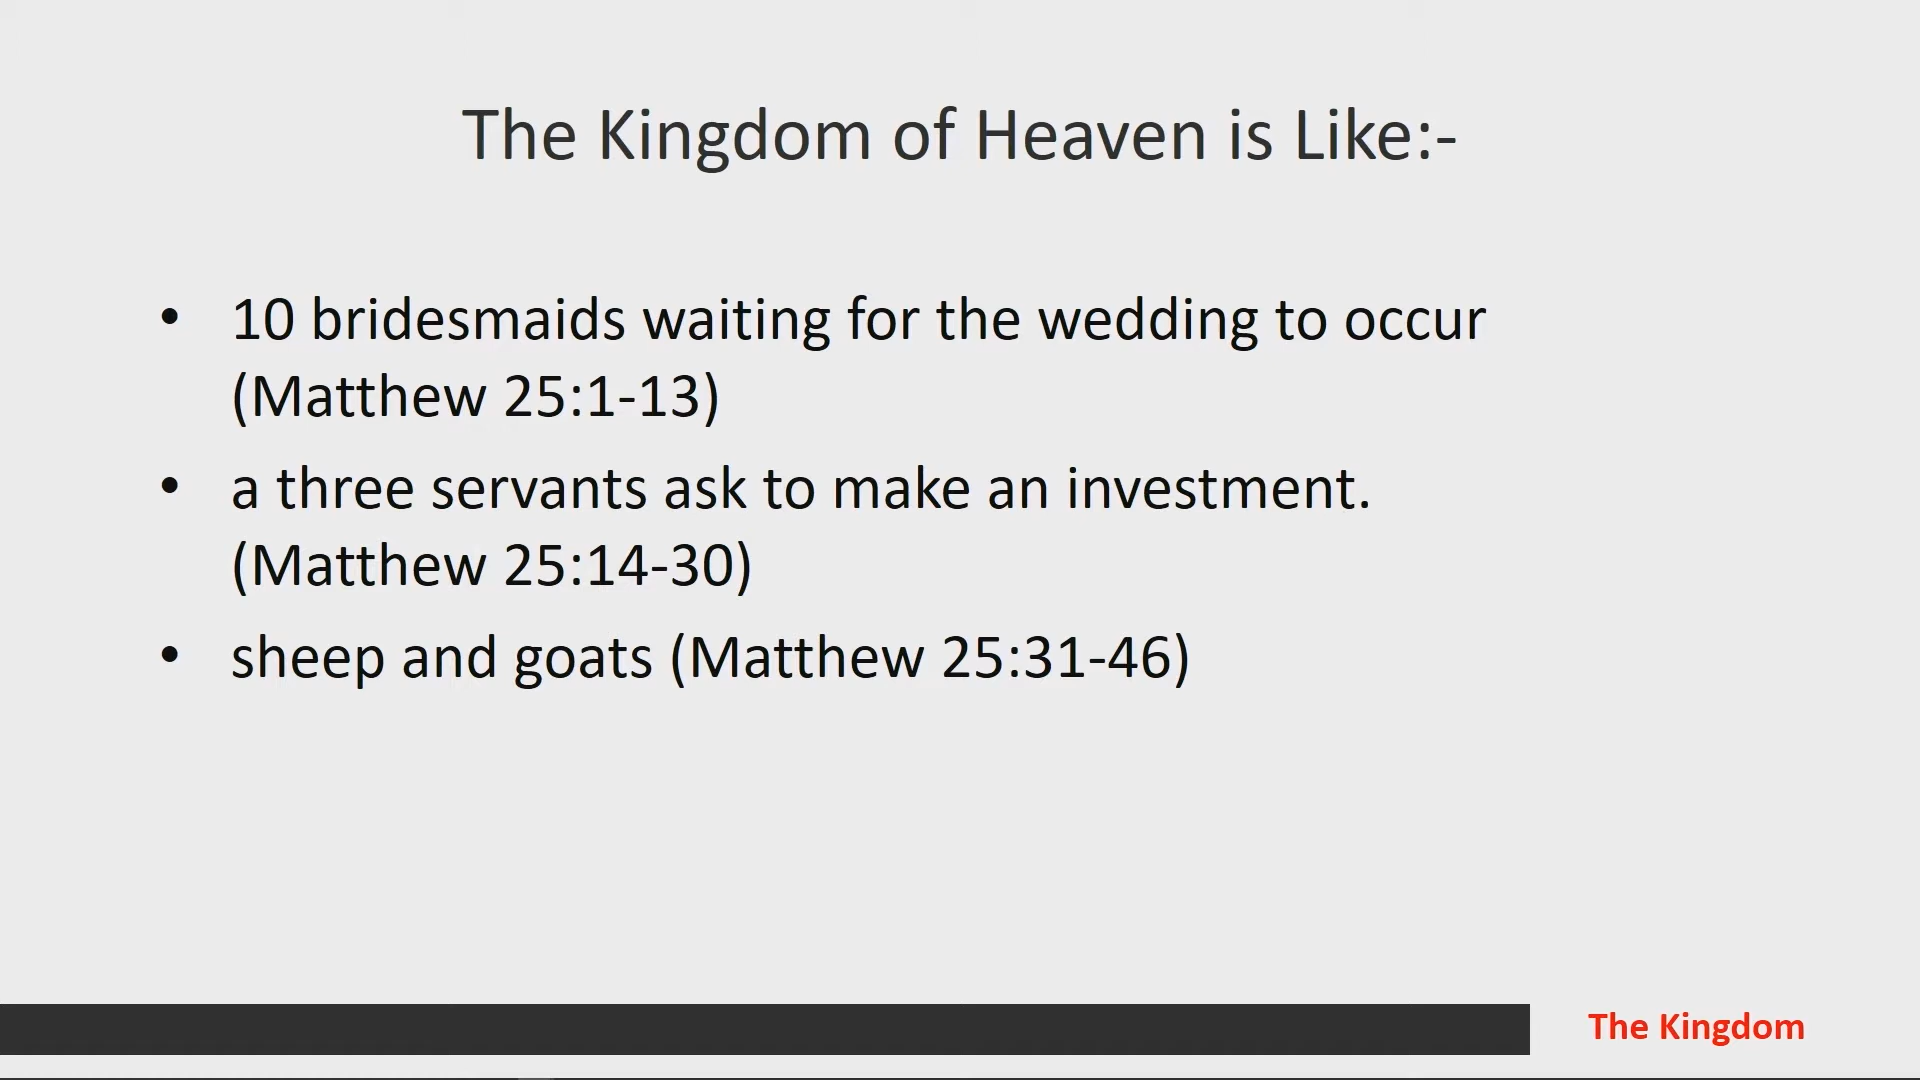 The Kingdom of Heaven is Like:-
• 10 bridesmaids waiting for the wedding to occur
(Matthew 25:1-13)
• a three servants ask to make an investment.
(Matthew 25:14-30)
• sheep and goats (Matthew 25:31-46)
The Kingdom